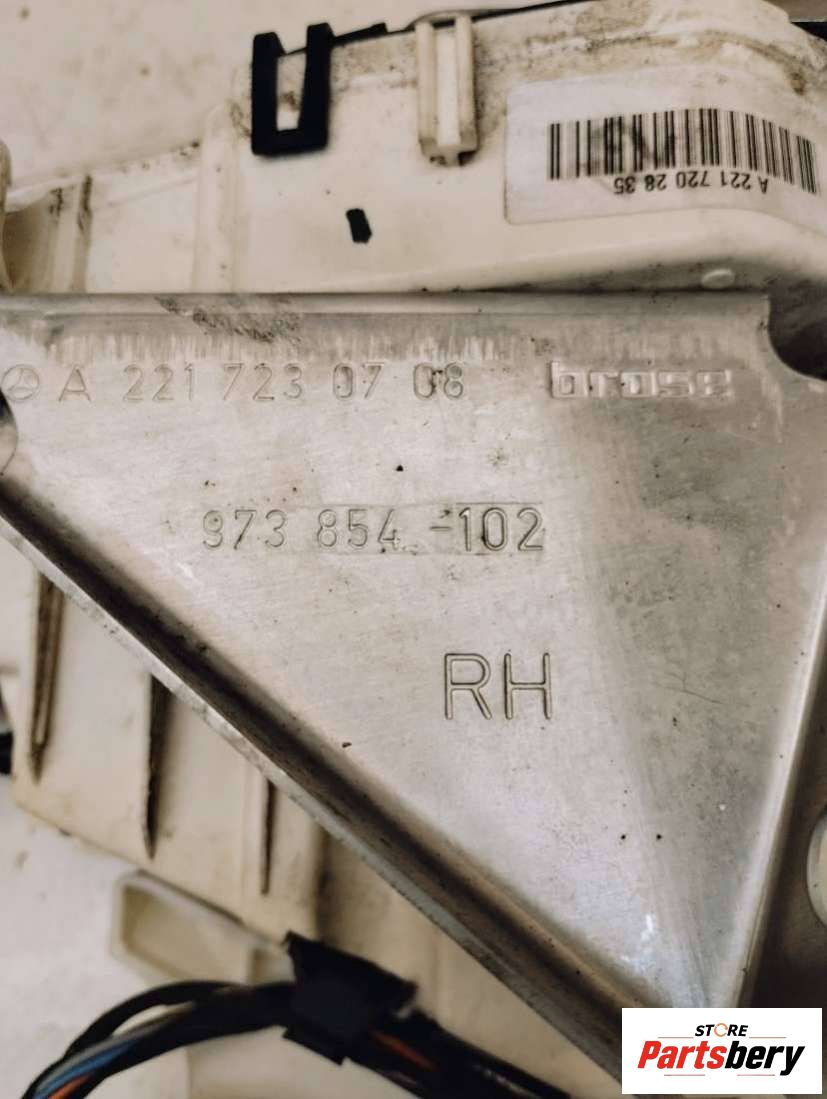 A 221 720 28 35
A 221 723 07 08 brose
973 854 -102
RH
STORE
Partsbery